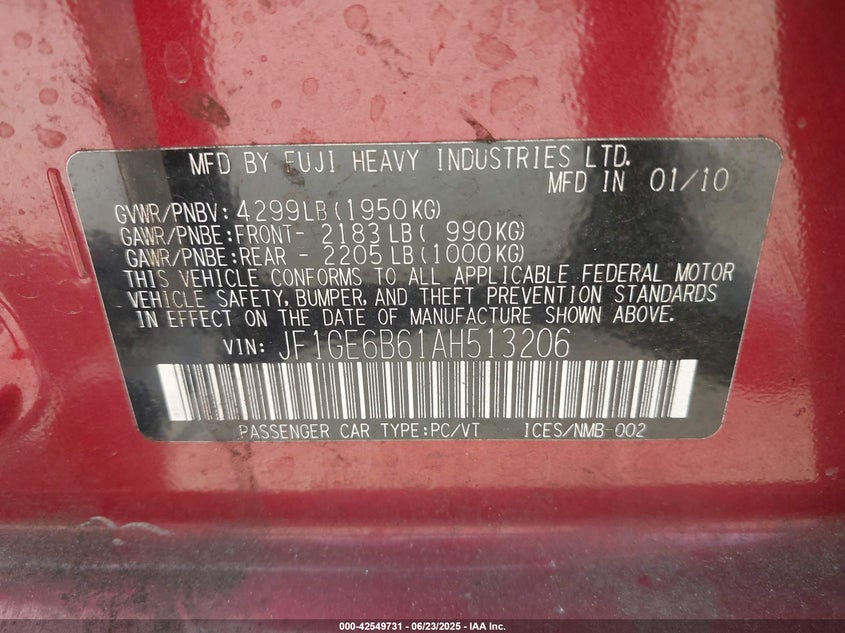 MFD BY FUJI HEAVY INDUSTRIES LTD.
MFD IN 01/10
GVWR/PNBV: 4299LB(1950KG)
GAWR/PNBE:FRONT- 2183LB( 990KG)
GAWR/PNBE:REAR - 2205LB(1000KG)
THIS VEHICLE CONFORMS TO ALL APPLICABLE FEDERAL MOTOR
VEHICLE SAFETY, BUMPER, AND THEFT PREVENTION STANDARDS
IN EFFECT ON THE DATE OF MANUFACTURE SHOWN ABOVE.
VIN: JF1GE6B61AH513206
PASSENGER CAR TYPE:PC/VT ICES/NMB-002
000-42549731 - 06/23/2025 - IAA Inc.